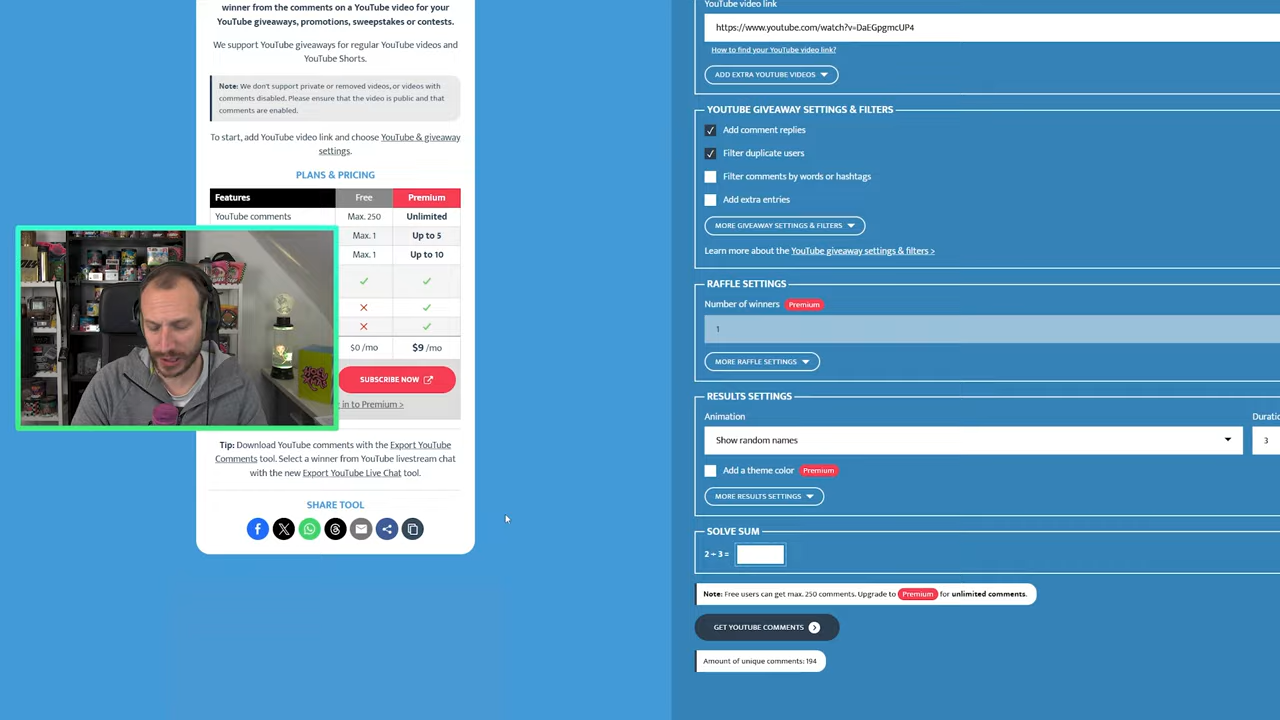 winner from the comments on a YouTube video for your
YouTube giveaways, promotions, sweepstakes or contests.
We support YouTube giveaways for regular YouTube videos and
YouTube Shorts.
Note: We don't support private or removed videos, or videos with
comments disabled. Please ensure that the video is public and that
comments are enabled.
To start, add YouTube video link and choose YouTube & giveaway
settings.
PLANS & PRICING
Features Free Premium
YouTube comments Max. 250 Unlimited
Max. 1 Up to 5
Max. 1 Up to 10
$0 /mo $9 /mo
SUBSCRIBE NOW
in to Premium >
Tip: Download YouTube comments with the Export YouTube
Comments tool. Select a winner from YouTube livestream chat
with the new Export YouTube Live Chat tool.
SHARE TOOL
YouTube video link
https://www.youtube.com/watch?v=DaEGpgmcUP4
How to find your YouTube video link?
ADD EXTRA YOUTUBE VIDEOS
YOUTUBE GIVEAWAY SETTINGS & FILTERS
Add comment replies
Filter duplicate users
Filter comments by words or hashtags
Add extra entries
MORE GIVEAWAY SETTINGS & FILTERS
Learn more about the YouTube giveaway settings & filters >
RAFFLE SETTINGS
Number of winners Premium
1
MORE RAFFLE SETTINGS
RESULTS SETTINGS
Animation Durati
Show random names 3
Add a theme color Premium
MORE RESULTS SETTINGS
SOLVE SUM
Note: Free users can get max. 250 comments. Upgrade to Premium for unlimited comments.
GET YOUTUBE COMMENTS
Amount of unique comments: 194